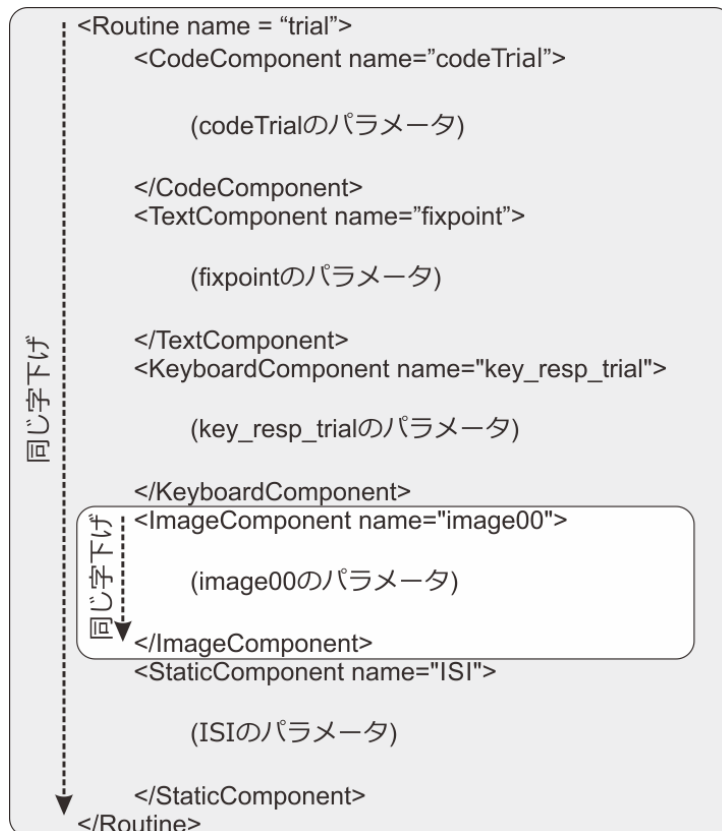 <Routine name = “trial”>
<CodeComponent name=”codeTrial”>
(codeTrialのパラメータ)
</CodeComponent>
<TextComponent name=”fixpoint”>
(fixpointのパラメータ)
</TextComponent>
<KeyboardComponent name="key_resp_trial">
(key_resp_trialのパラメータ)
</KeyboardComponent>
<ImageComponent name="image00">
(image00のパラメータ)
</ImageComponent>
<StaticComponent name="ISI">
(ISIのパラメータ)
</StaticComponent>
</Routine>
同じ字下げ
同じ字下げ